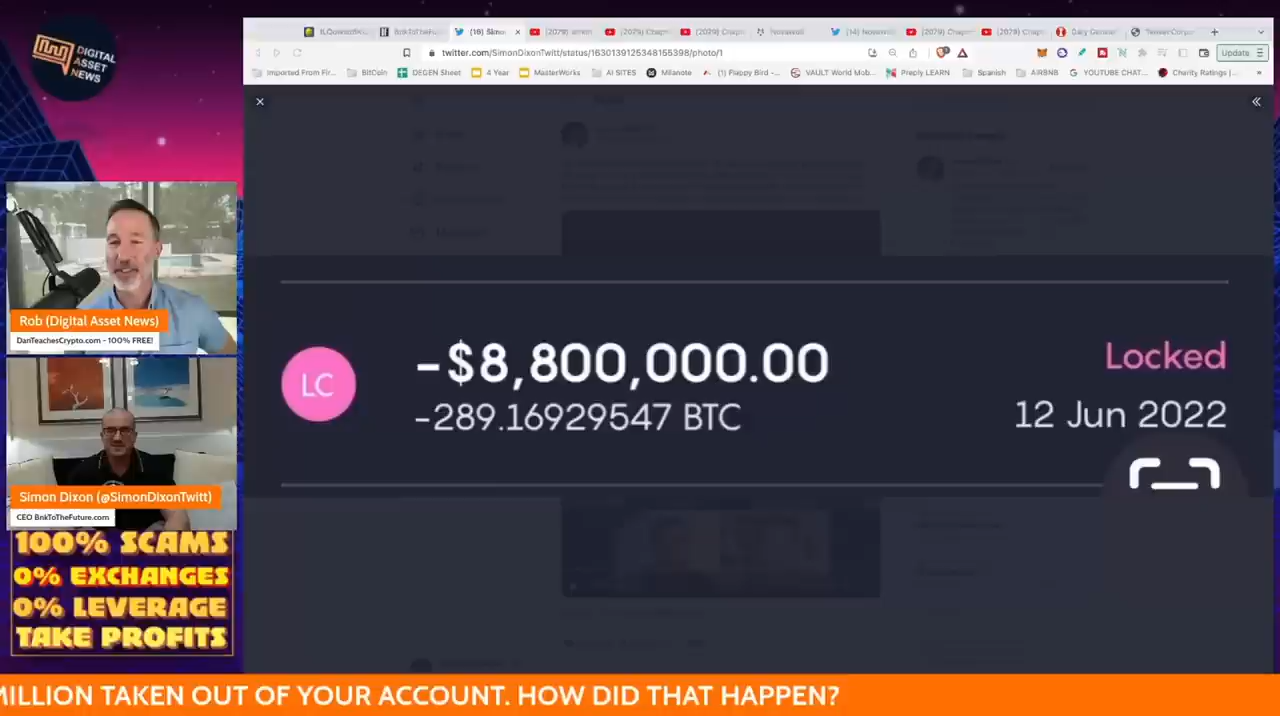 DIGITAL
ASSET
NEWS
twitter.com/SimonDixonTwitt/status/1630139125348155398/photo/1
Update
Imported From Fir...
BitCoin
DEGEN Sheet
4 Year
MasterWorks
AI SITES
Milanote
(1) Flappy Bird -...
VAULT World Mob...
Preply LEARN
Spanish
AIRBNB
YOUTUBE CHAT...
Charity Ratings |...
LC
-$8,800,000.00
-289.16929547 BTC
Locked
12 Jun 2022
Rob (Digital Asset News)
DanTeachesCrypto.com - 100% FREE!
Simon Dixon (@SimonDixonTwitt)
CEO BnkToTheFuture.com
100% SCAMS
0% EXCHANGES
0% LEVERAGE
TAKE PROFITS
MILLION TAKEN OUT OF YOUR ACCOUNT. HOW DID THAT HAPPEN?